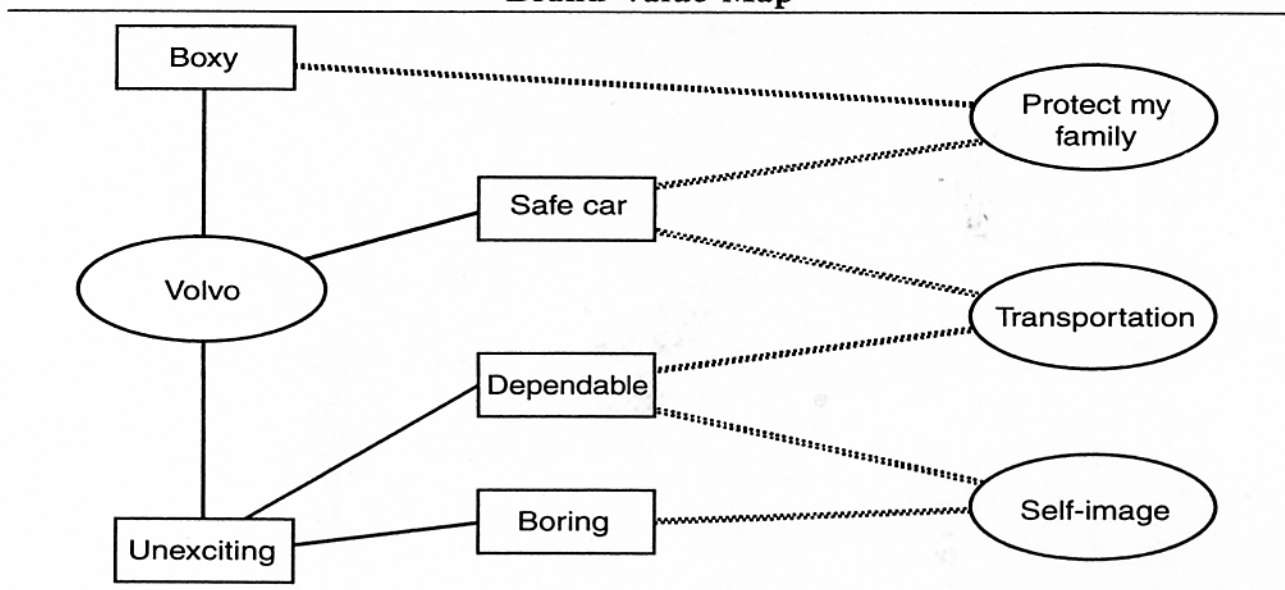 Boxy
Protect my
family
Safe car
Volvo
Transportation
Dependable
Boring
Self-image
Unexciting